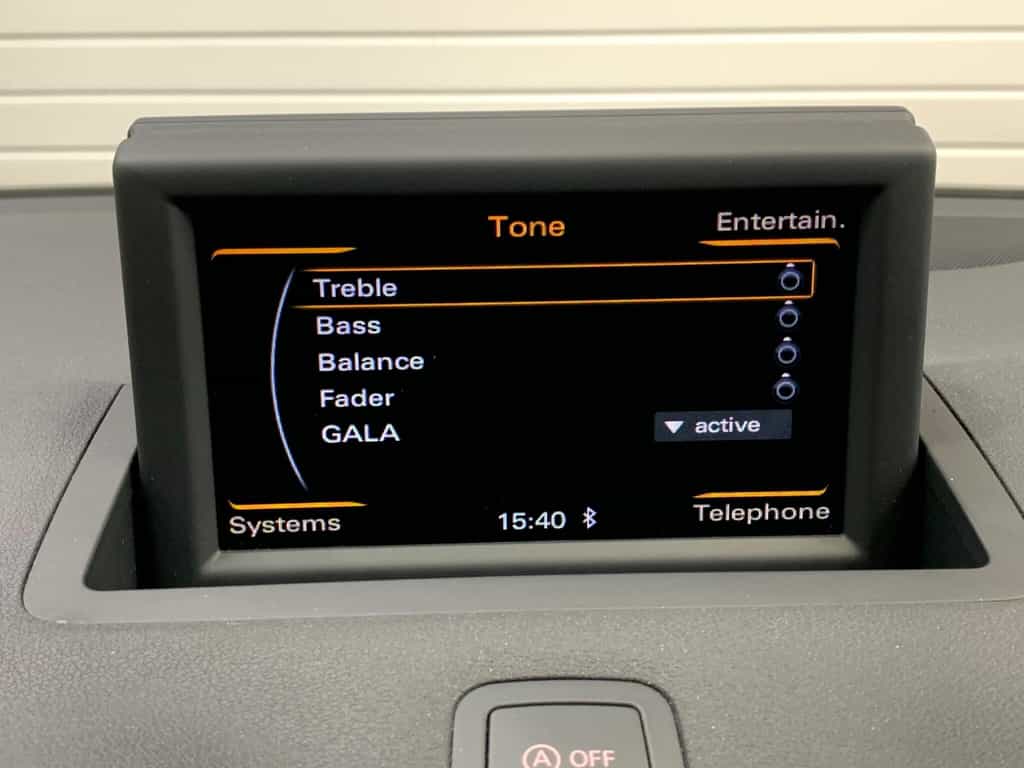 Tone
Entertain.
Treble
Bass
Balance
Fader
GALA
active
Systems
15:40
Telephone
A OFF